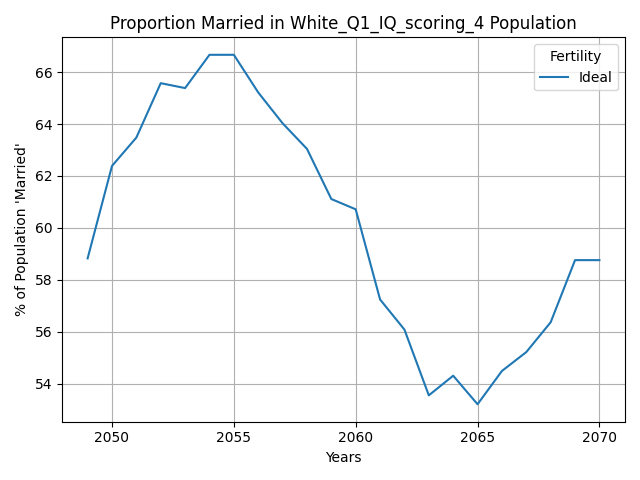 Proportion Married in White_Q1_IQ_scoring_4 Population
Fertility
Ideal
% of Population 'Married'
66
64
62
60
58
56
54
2050
2055
2060
2065
2070
Years